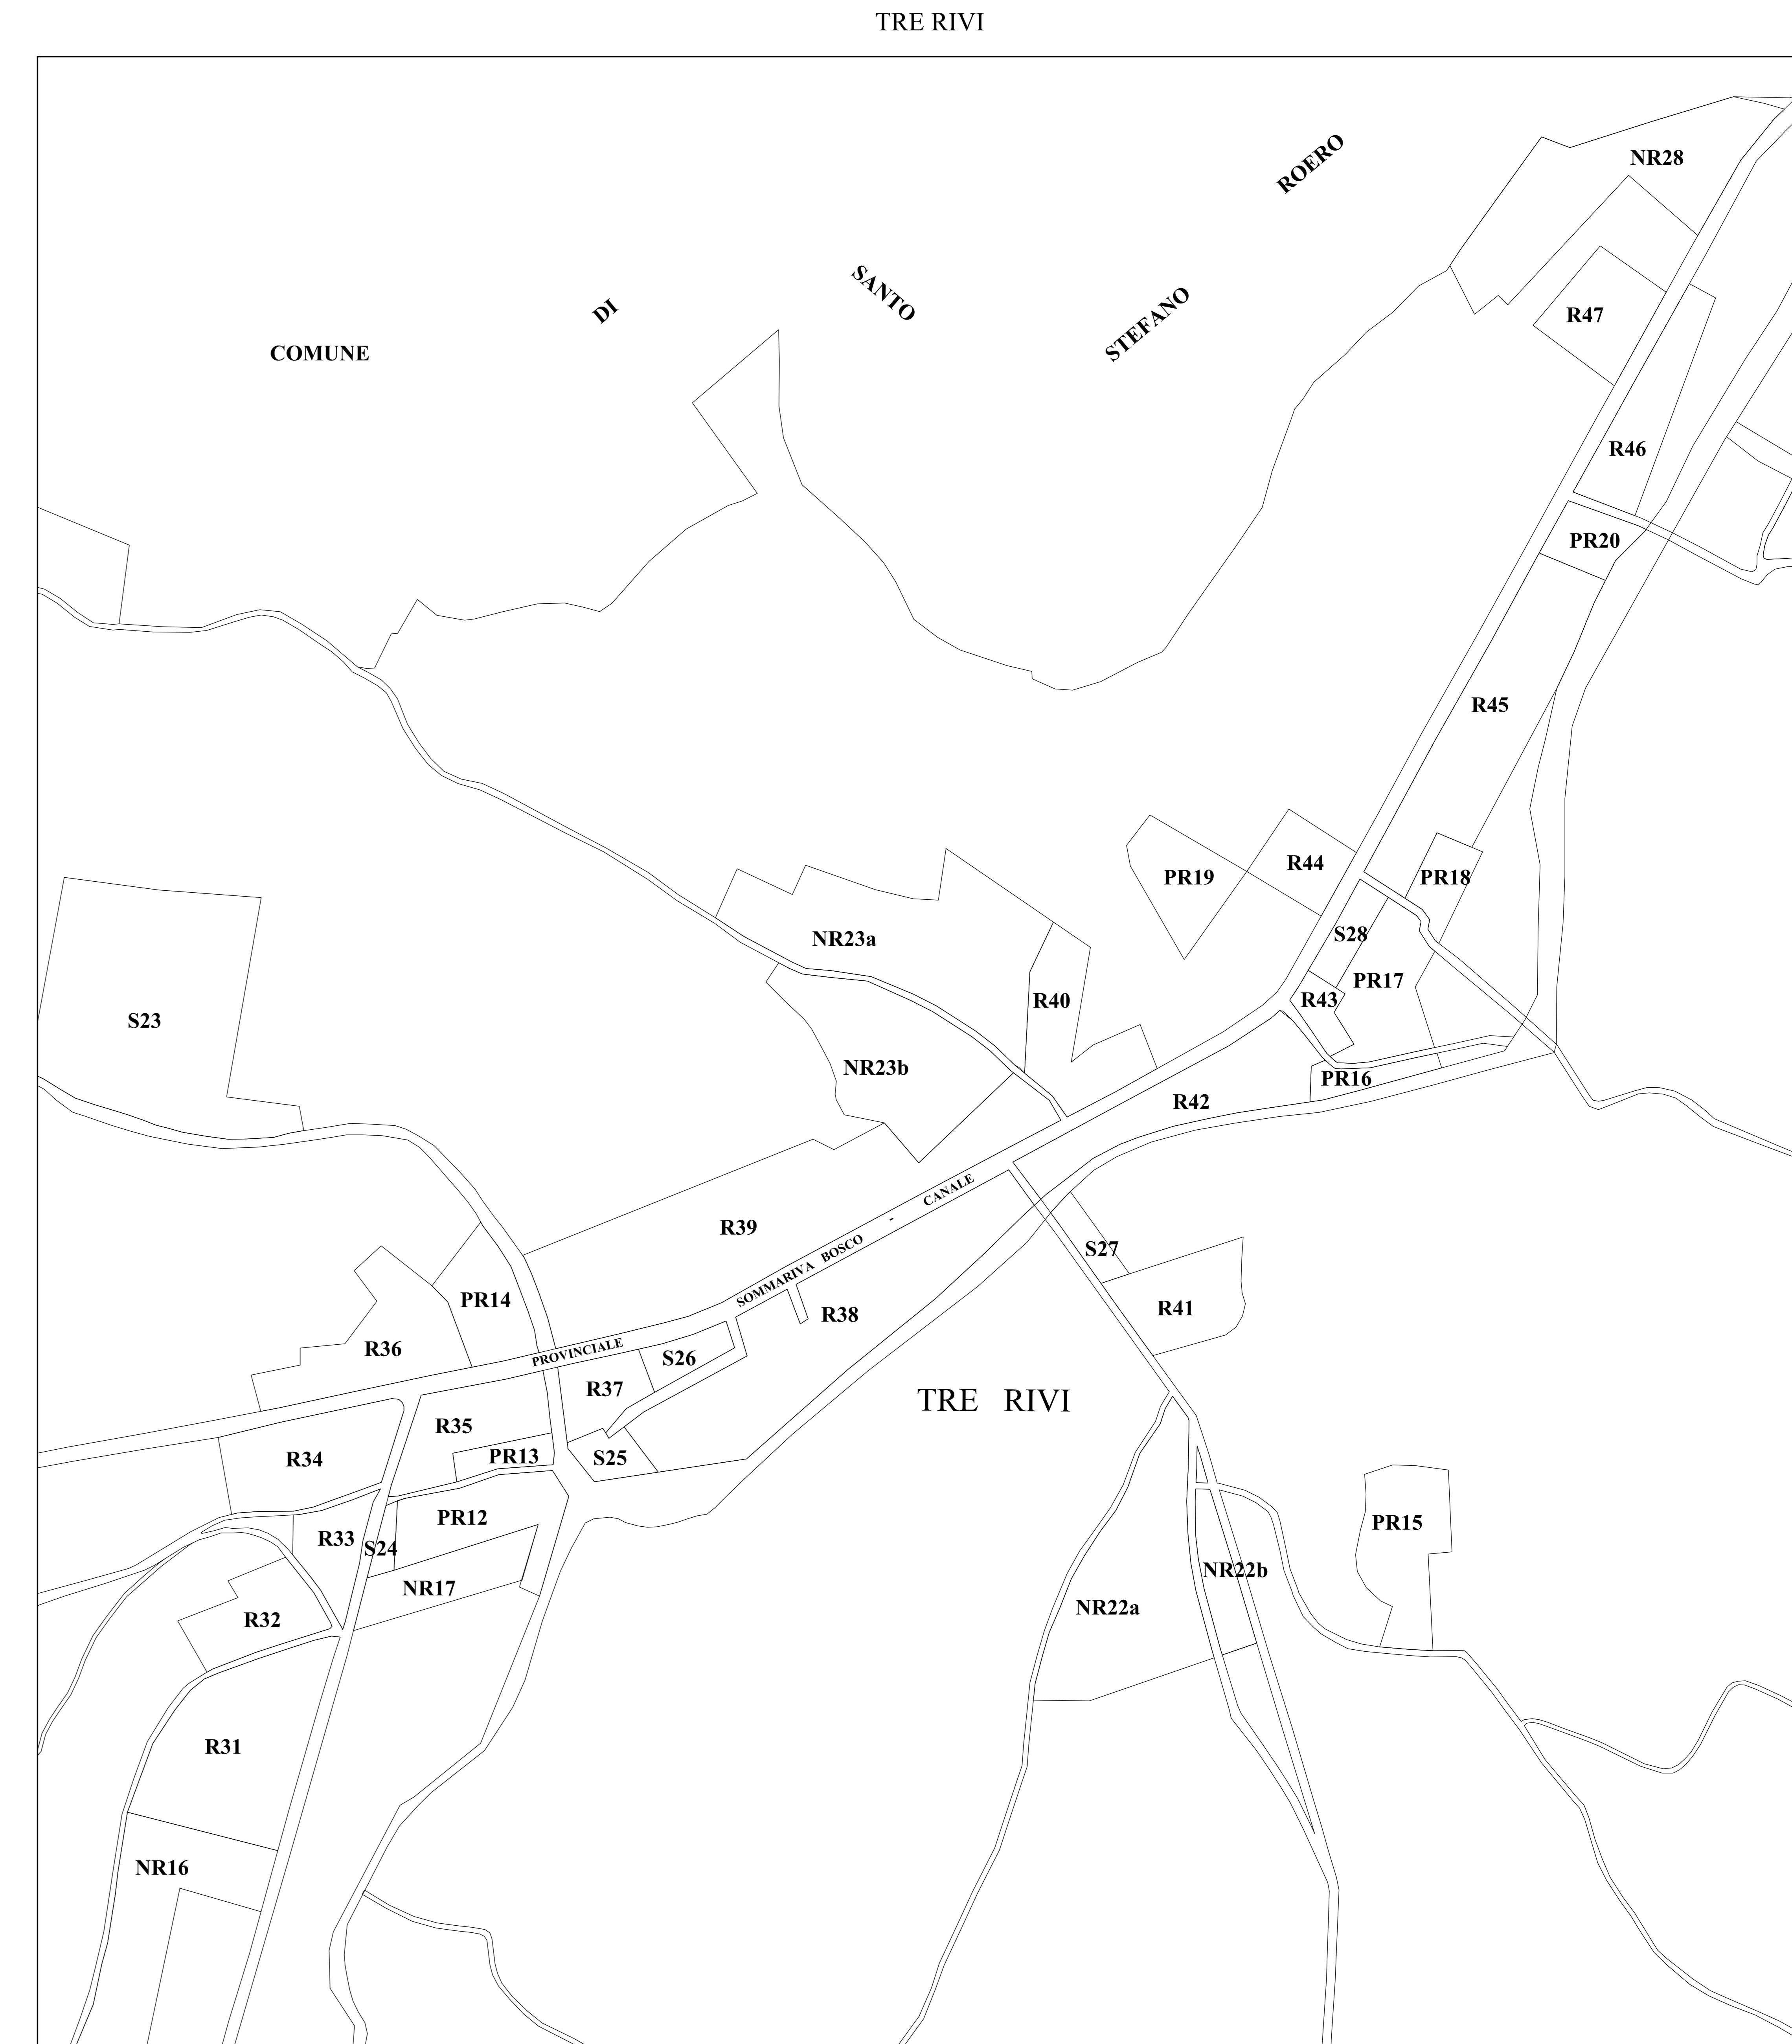 TRE RIVI
ROERO
NR28
SANTO
DI
STEFANO
R47
COMUNE
R46
PR20
R45
R44
PR19
PR18
S28
NR23a
PR17
R43
R40
S23
NR23b
PR16
R42
CANALE
-
R39
BOSCO
SOMMARIVA
S27
PR14
R41
R38
PROVINCIALE
R36
S26
R37
TRE RIVI
R35
PR13
S25
R34
PR12
PR15
R33
S24
NR22b
NR17
NR22a
R32
R31
NR16